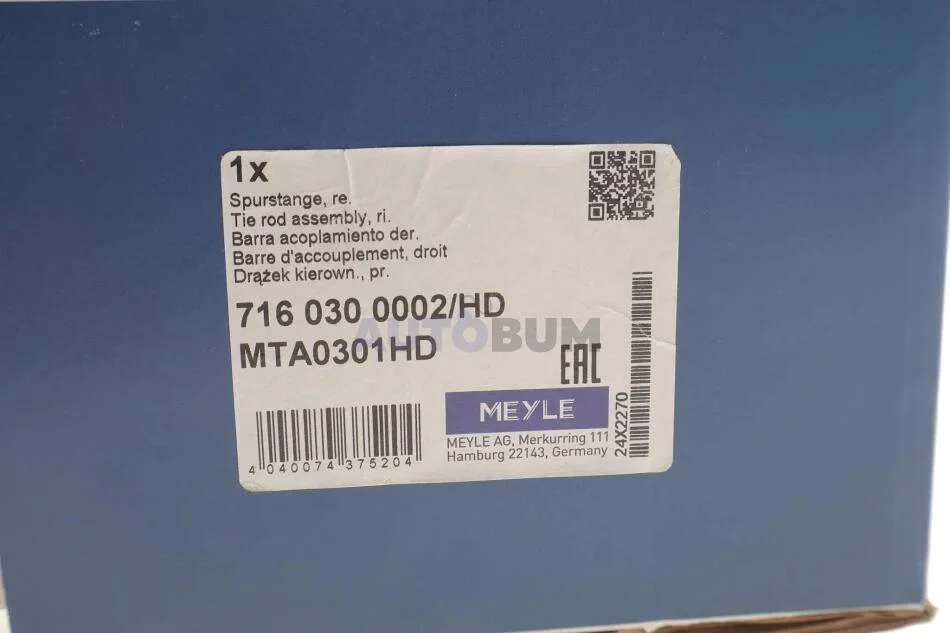 1x
Spurstange, re.
Tie rod assembly, ri.
Barra acoplamiento der.
Barre d'accouplement, droit
Drążek kierown., pr.
716 030 0002/HD
AUTOBUM
MTA0301HD
EAC
MEYLE
MEYLE AG, Merkurring 111
Hamburg 22143, Germany
24X2270
4 040074 375204